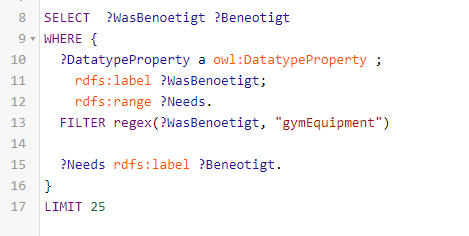 8 SELECT ?WasBenoetigt ?Beneotigt
9 WHERE {
10 ?DatatypeProperty a owl:DatatypeProperty ;
11 rdfs:label ?WasBenoetigt;
12 rdfs:range ?Needs.
13 FILTER regex(?WasBenoetigt, "gymEquipment")
14
15 ?Needs rdfs:label ?Beneotigt.
16 }
17 LIMIT 25